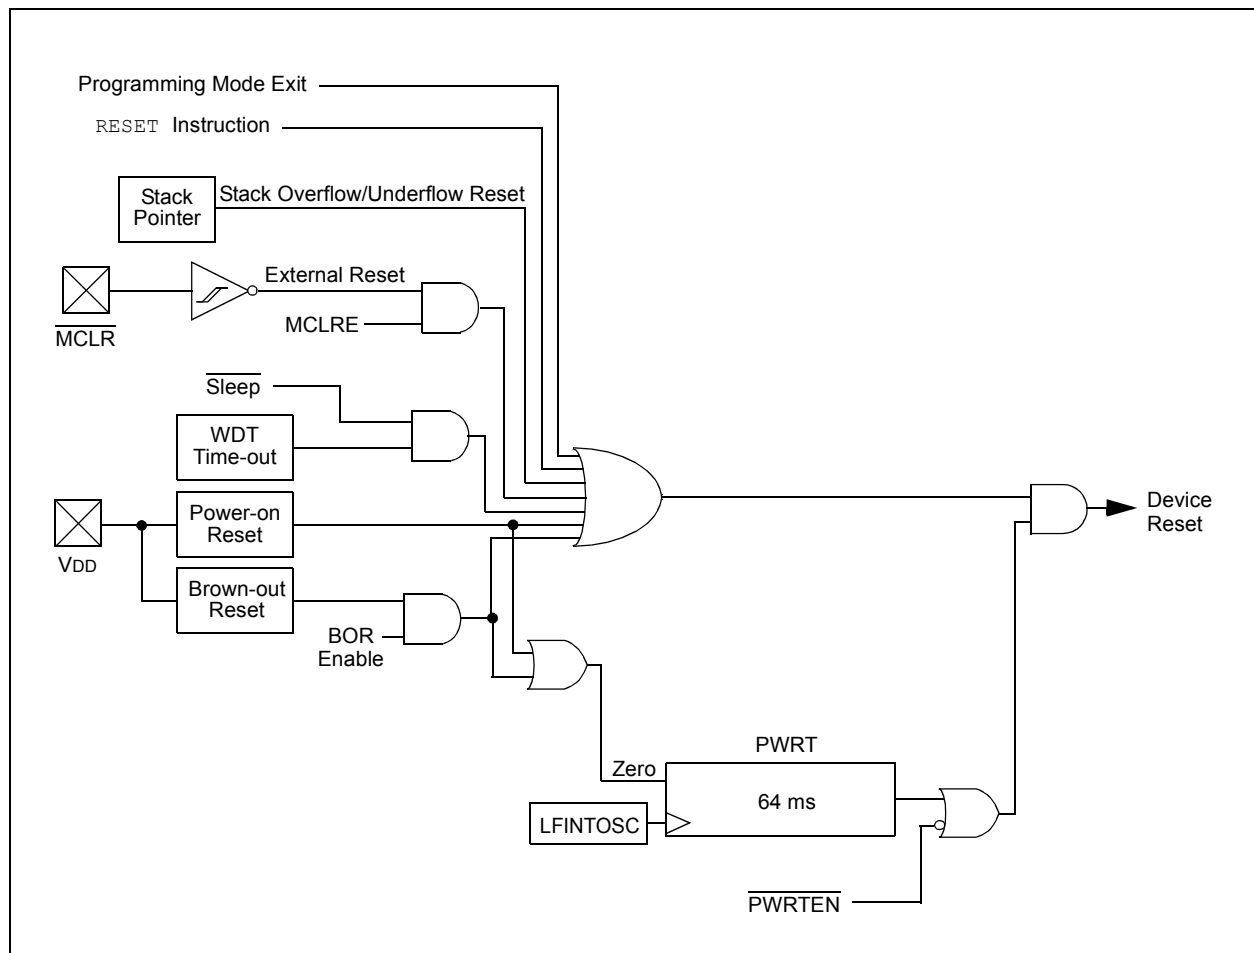 Programming Mode Exit
RESET Instruction
Stack
Pointer
Stack Overflow/Underflow Reset
External Reset
MCLR
MCLRE
Sleep
WDT
Time-out
VDD
Power-on
Reset
Brown-out
Reset
BOR
Enable
Device
Reset
PWRT
Zero
64 ms
LFINTOSC
PWRTEN